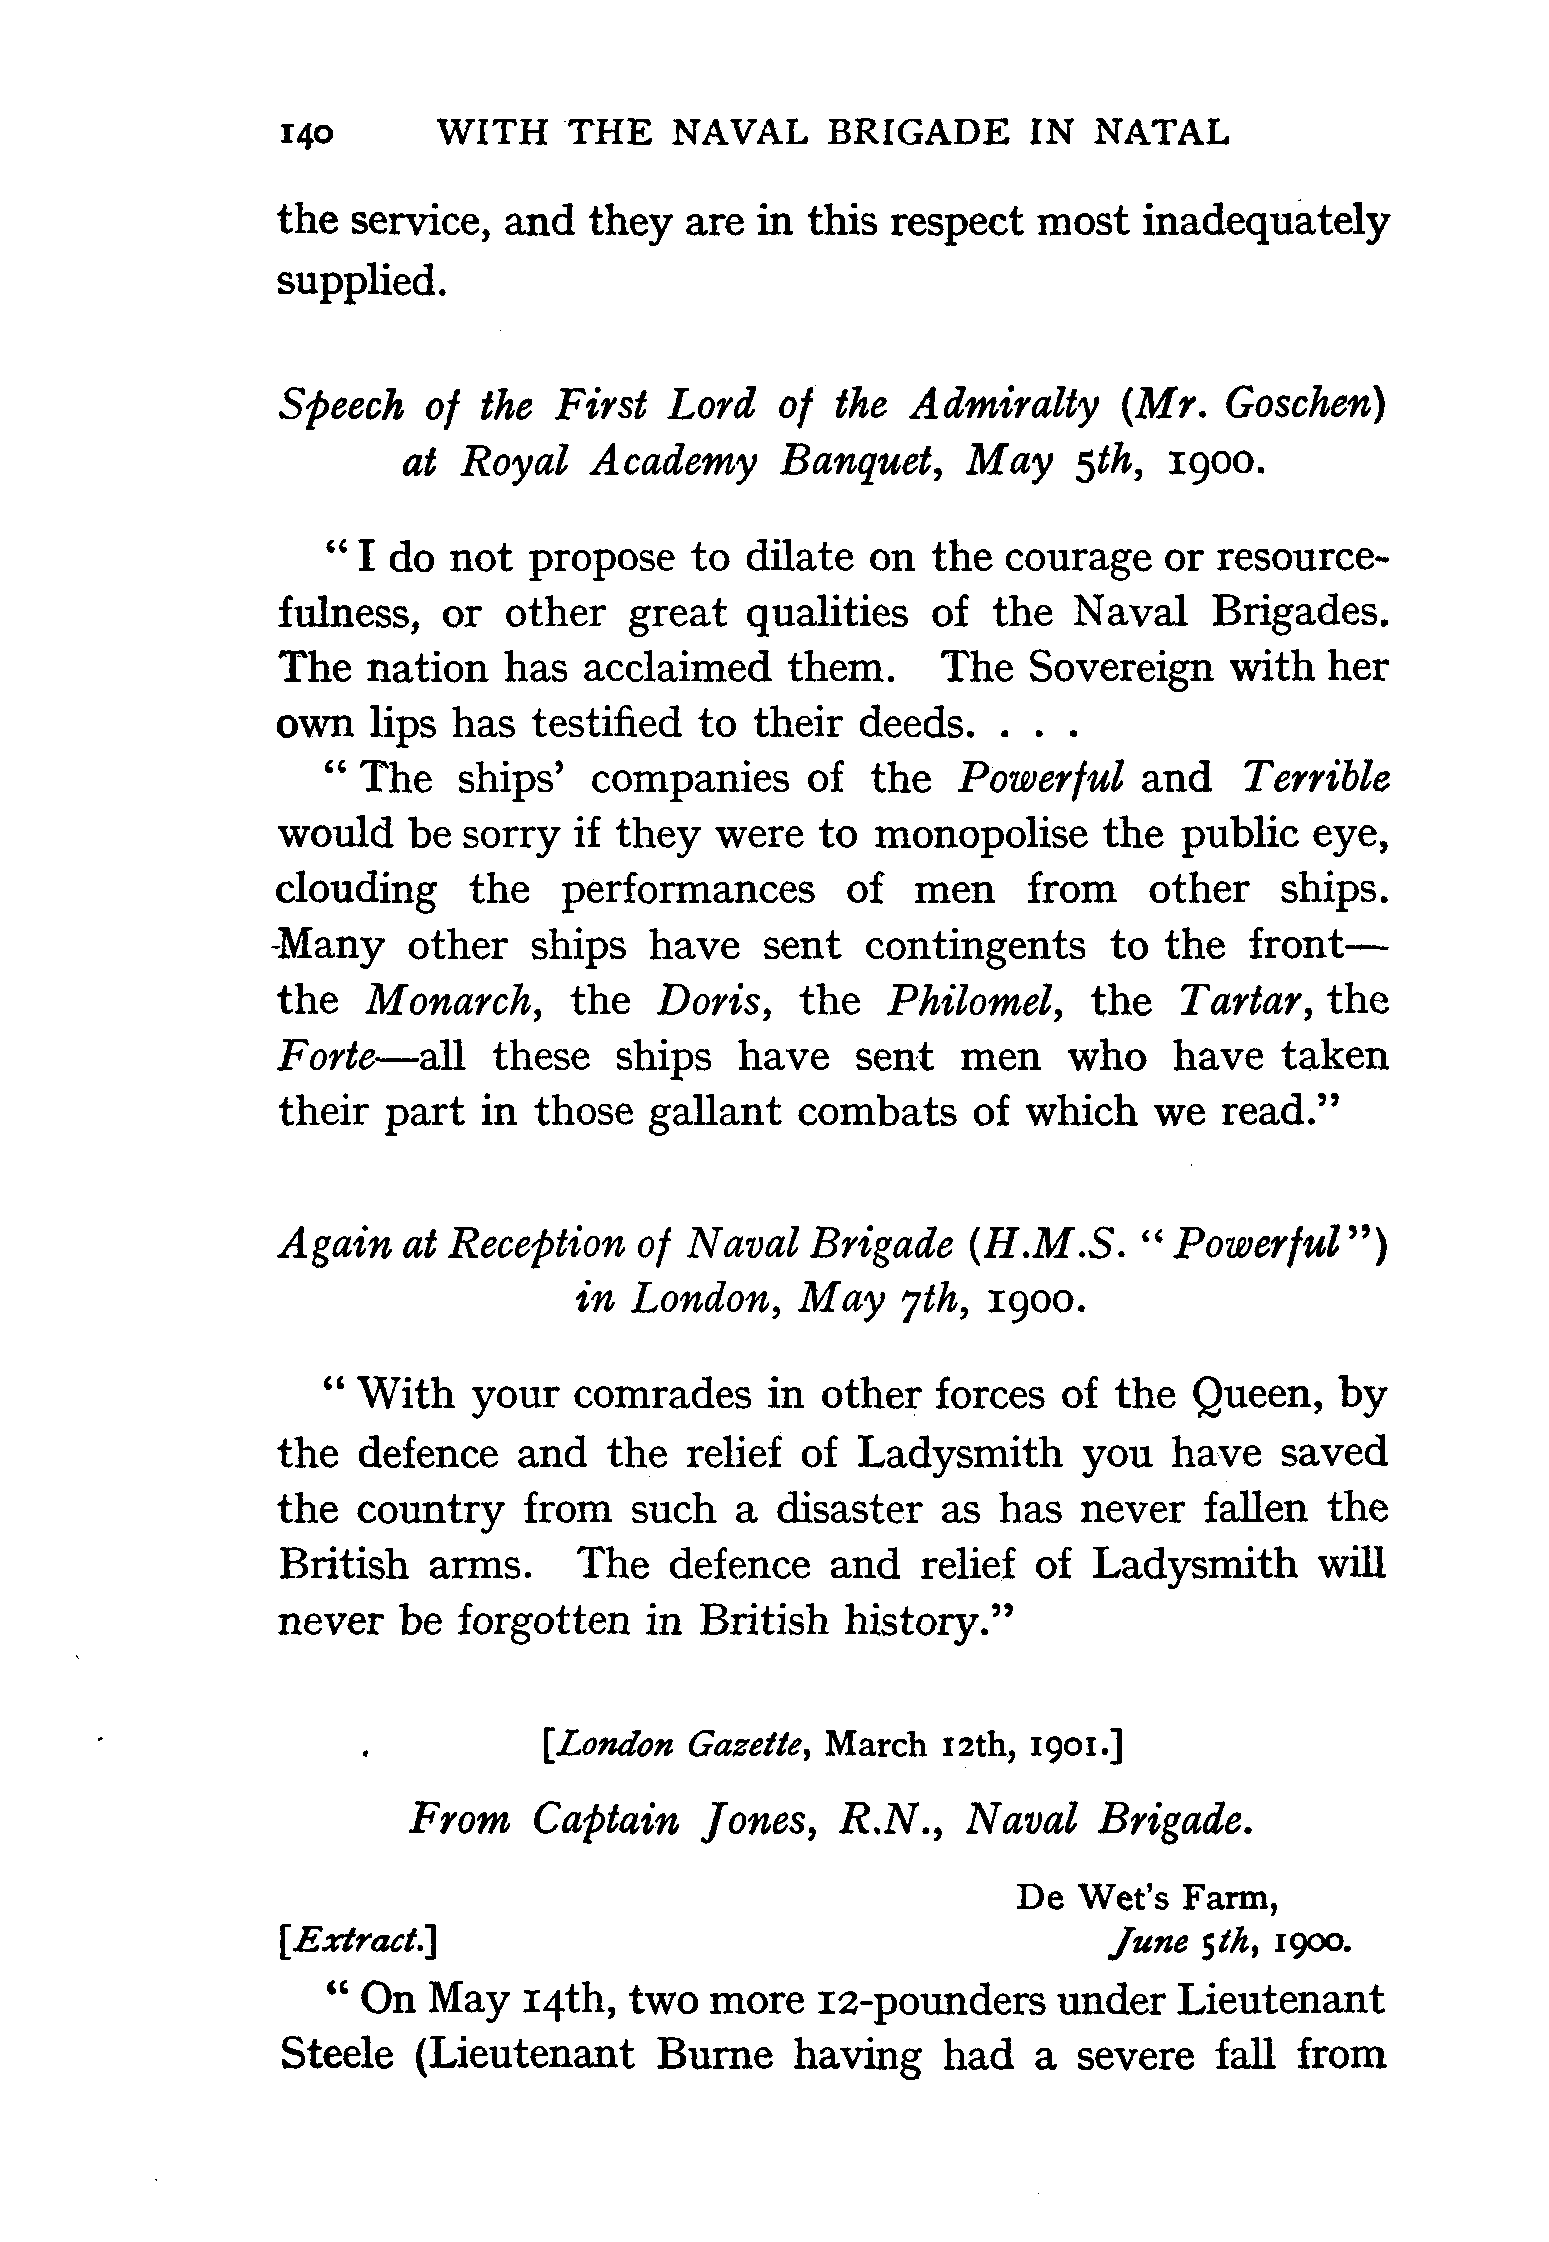 140 WITH THE NAVAL BRIGADE IN NATAL
the service, and they are in this respect most inadequately
supplied.
Speech of the First Lord of the Admiralty (Mr. Goschen)
at Royal Academy Banquet, May 5th, 1900.
“ I do not propose to dilate on the courage or resource-
fulness, or other great qualities of the Naval Brigades.
The nation has acclaimed them. The Sovereign with her
own lips has testified to their deeds. . . .
“ The ships’ companies of the Powerful and Terrible
would be sorry if they were to monopolise the public eye,
clouding the performances of men from other ships.
Many other ships have sent contingents to the front—
the Monarch, the Doris, the Philomel, the Tartar, the
Forte—all these ships have sent men who have taken
their part in those gallant combats of which we read.”
Again at Reception of Naval Brigade (H.M.S. “ Powerful”)
in London, May 7th, 1900.
“ With your comrades in other forces of the Queen, by
the defence and the relief of Ladysmith you have saved
the country from such a disaster as has never fallen the
British arms. The defence and relief of Ladysmith will
never be forgotten in British history.”
[London Gazette, March 12th, 1901.]
From Captain Jones, R.N., Naval Brigade.
De Wet's Farm,
[Extract.] June 5th, 1900.
“ On May 14th, two more 12-pounders under Lieutenant
Steele (Lieutenant Burne having had a severe fall from